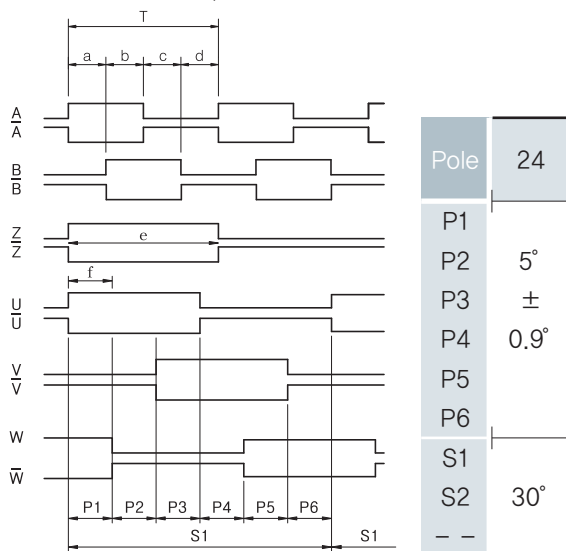 T
a b c d
A
A̅
B
B̅
Z
Z̅
e
f
U
U̅
V
V̅
W
W̅
P1 P2 P3 P4 P5 P6
S1 S1
Pole 24
P1
P2 5°
P3 ±
P4 0.9°
P5
P6
S1
S2 30°
– –